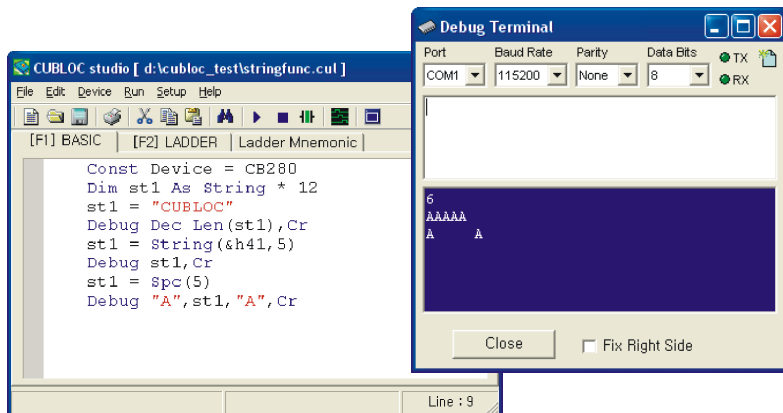 CUBLOC studio [ d:\cubloc_test\stringfunc.cul ]
File Edit Device Run Setup Help
[F1] BASIC [F2] LADDER Ladder Mnemonic
Const Device = CB280
Dim st1 As String * 12
st1 = "CUBLOC"
Debug Dec Len(st1),Cr
st1 = String(&h41,5)
Debug st1,Cr
st1 = Spc(5)
Debug "A",st1,"A",Cr
Line : 9
Debug Terminal
Port Baud Rate Parity Data Bits TX
COM1 115200 None 8 RX
6
AAAAA
A     A
Close Fix Right Side